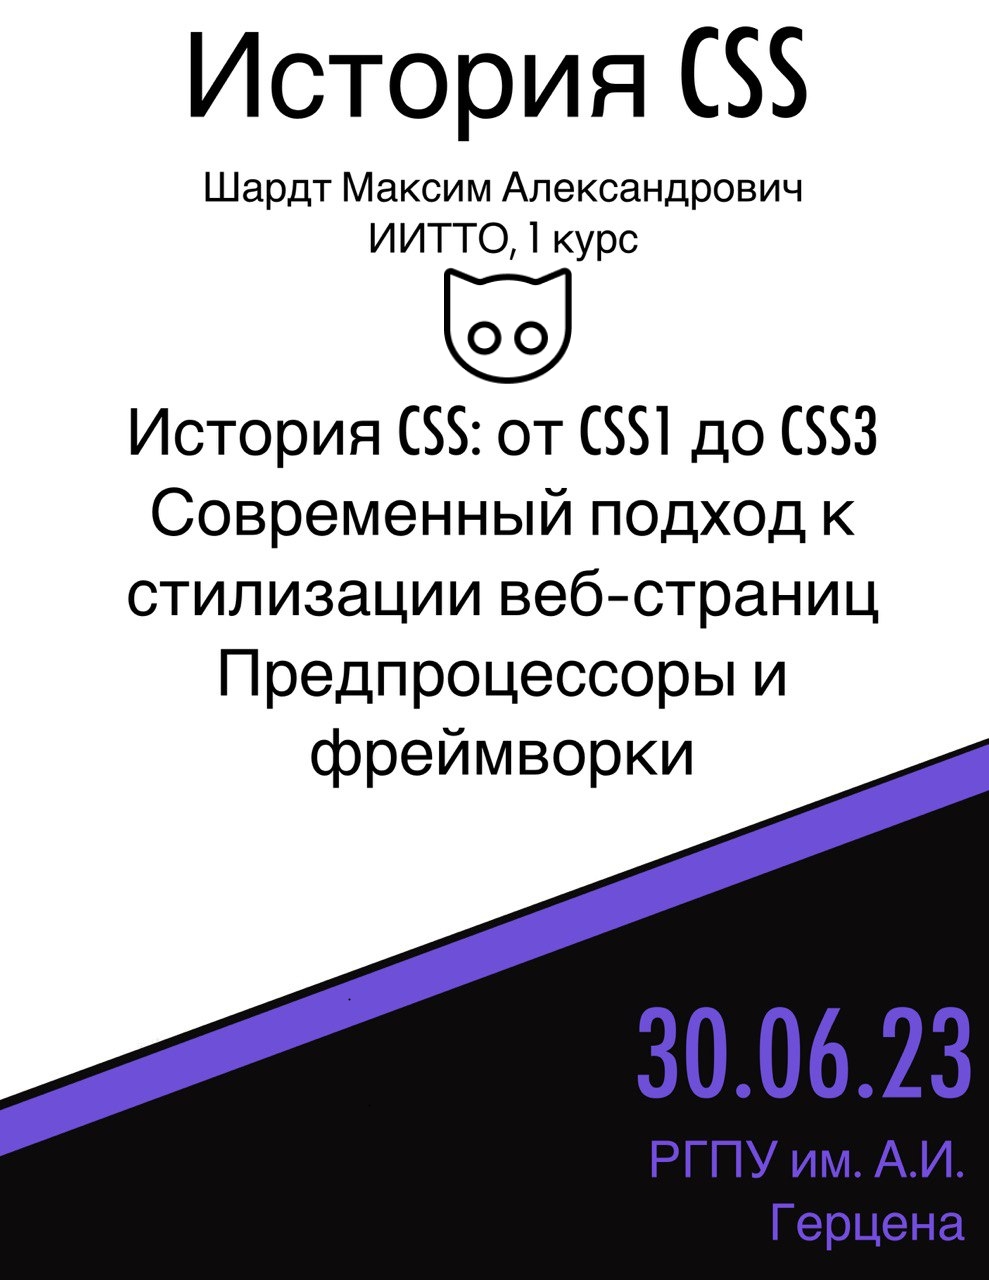 История CSS
Шардт Максим Александрович
ИИТТО, 1 курс
История CSS: от CSS1 до CSS3
Современный подход к
стилизации веб-страниц
Предпроцессоры и
фреймворки
30.06.23
РГПУ им. А.И.
Герцена